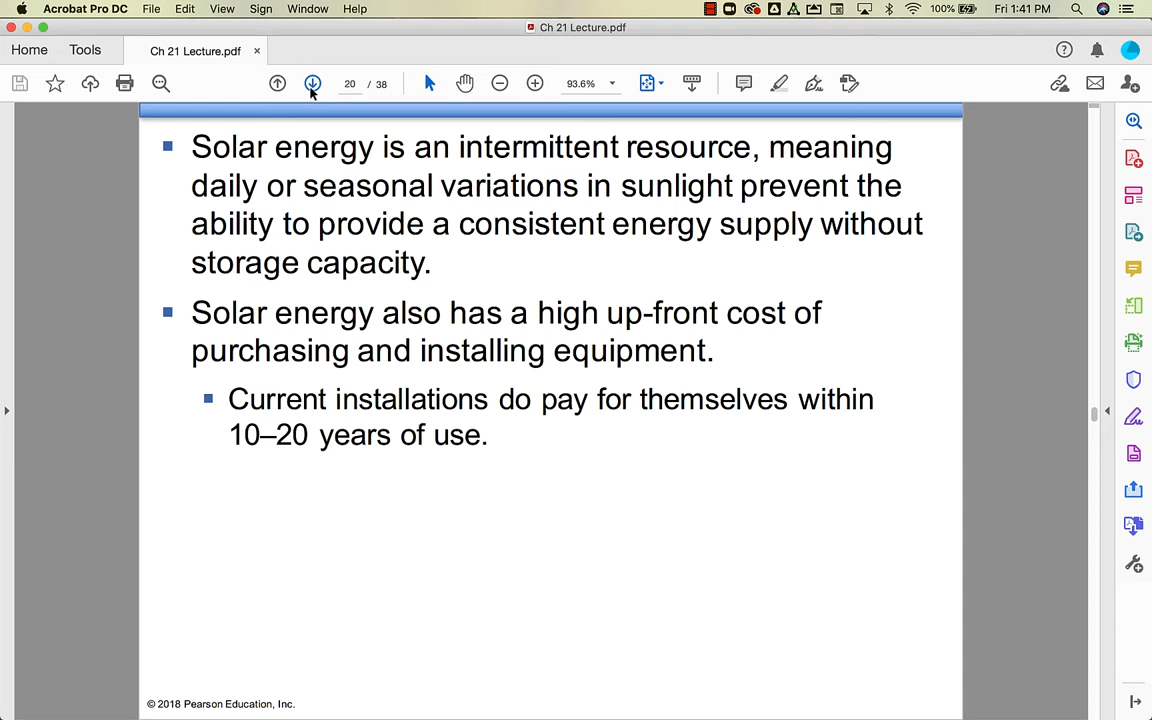 Acrobat Pro DC File Edit View Sign Window Help 100% Fri 1:41 PM
Ch 21 Lecture.pdf
Home Tools Ch 21 Lecture.pdf ×
20 / 38 93.6%
Solar energy is an intermittent resource, meaning
daily or seasonal variations in sunlight prevent the
ability to provide a consistent energy supply without
storage capacity.
Solar energy also has a high up-front cost of
purchasing and installing equipment.
Current installations do pay for themselves within
10–20 years of use.
© 2018 Pearson Education, Inc.